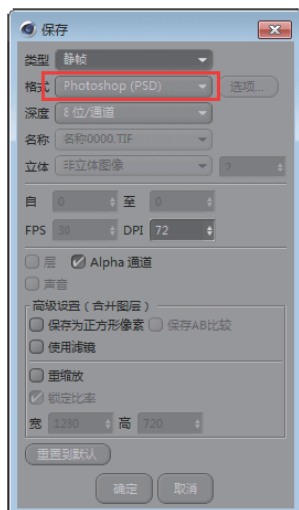 保存
类型 静帧
格式 Photoshop (PSD) 选项...
深度 8 位/通道
名称 名称0000.TIF
立体 非立体图像 ?
自 0 至 0
FPS 30 DPI 72
层 Alpha 通道
声音
高级设置 (合并图层)
保存为正方形像素 保存AB比较
使用滤镜
重缩放
锁定比率
宽 1280 高 720
重置到默认
确定 取消